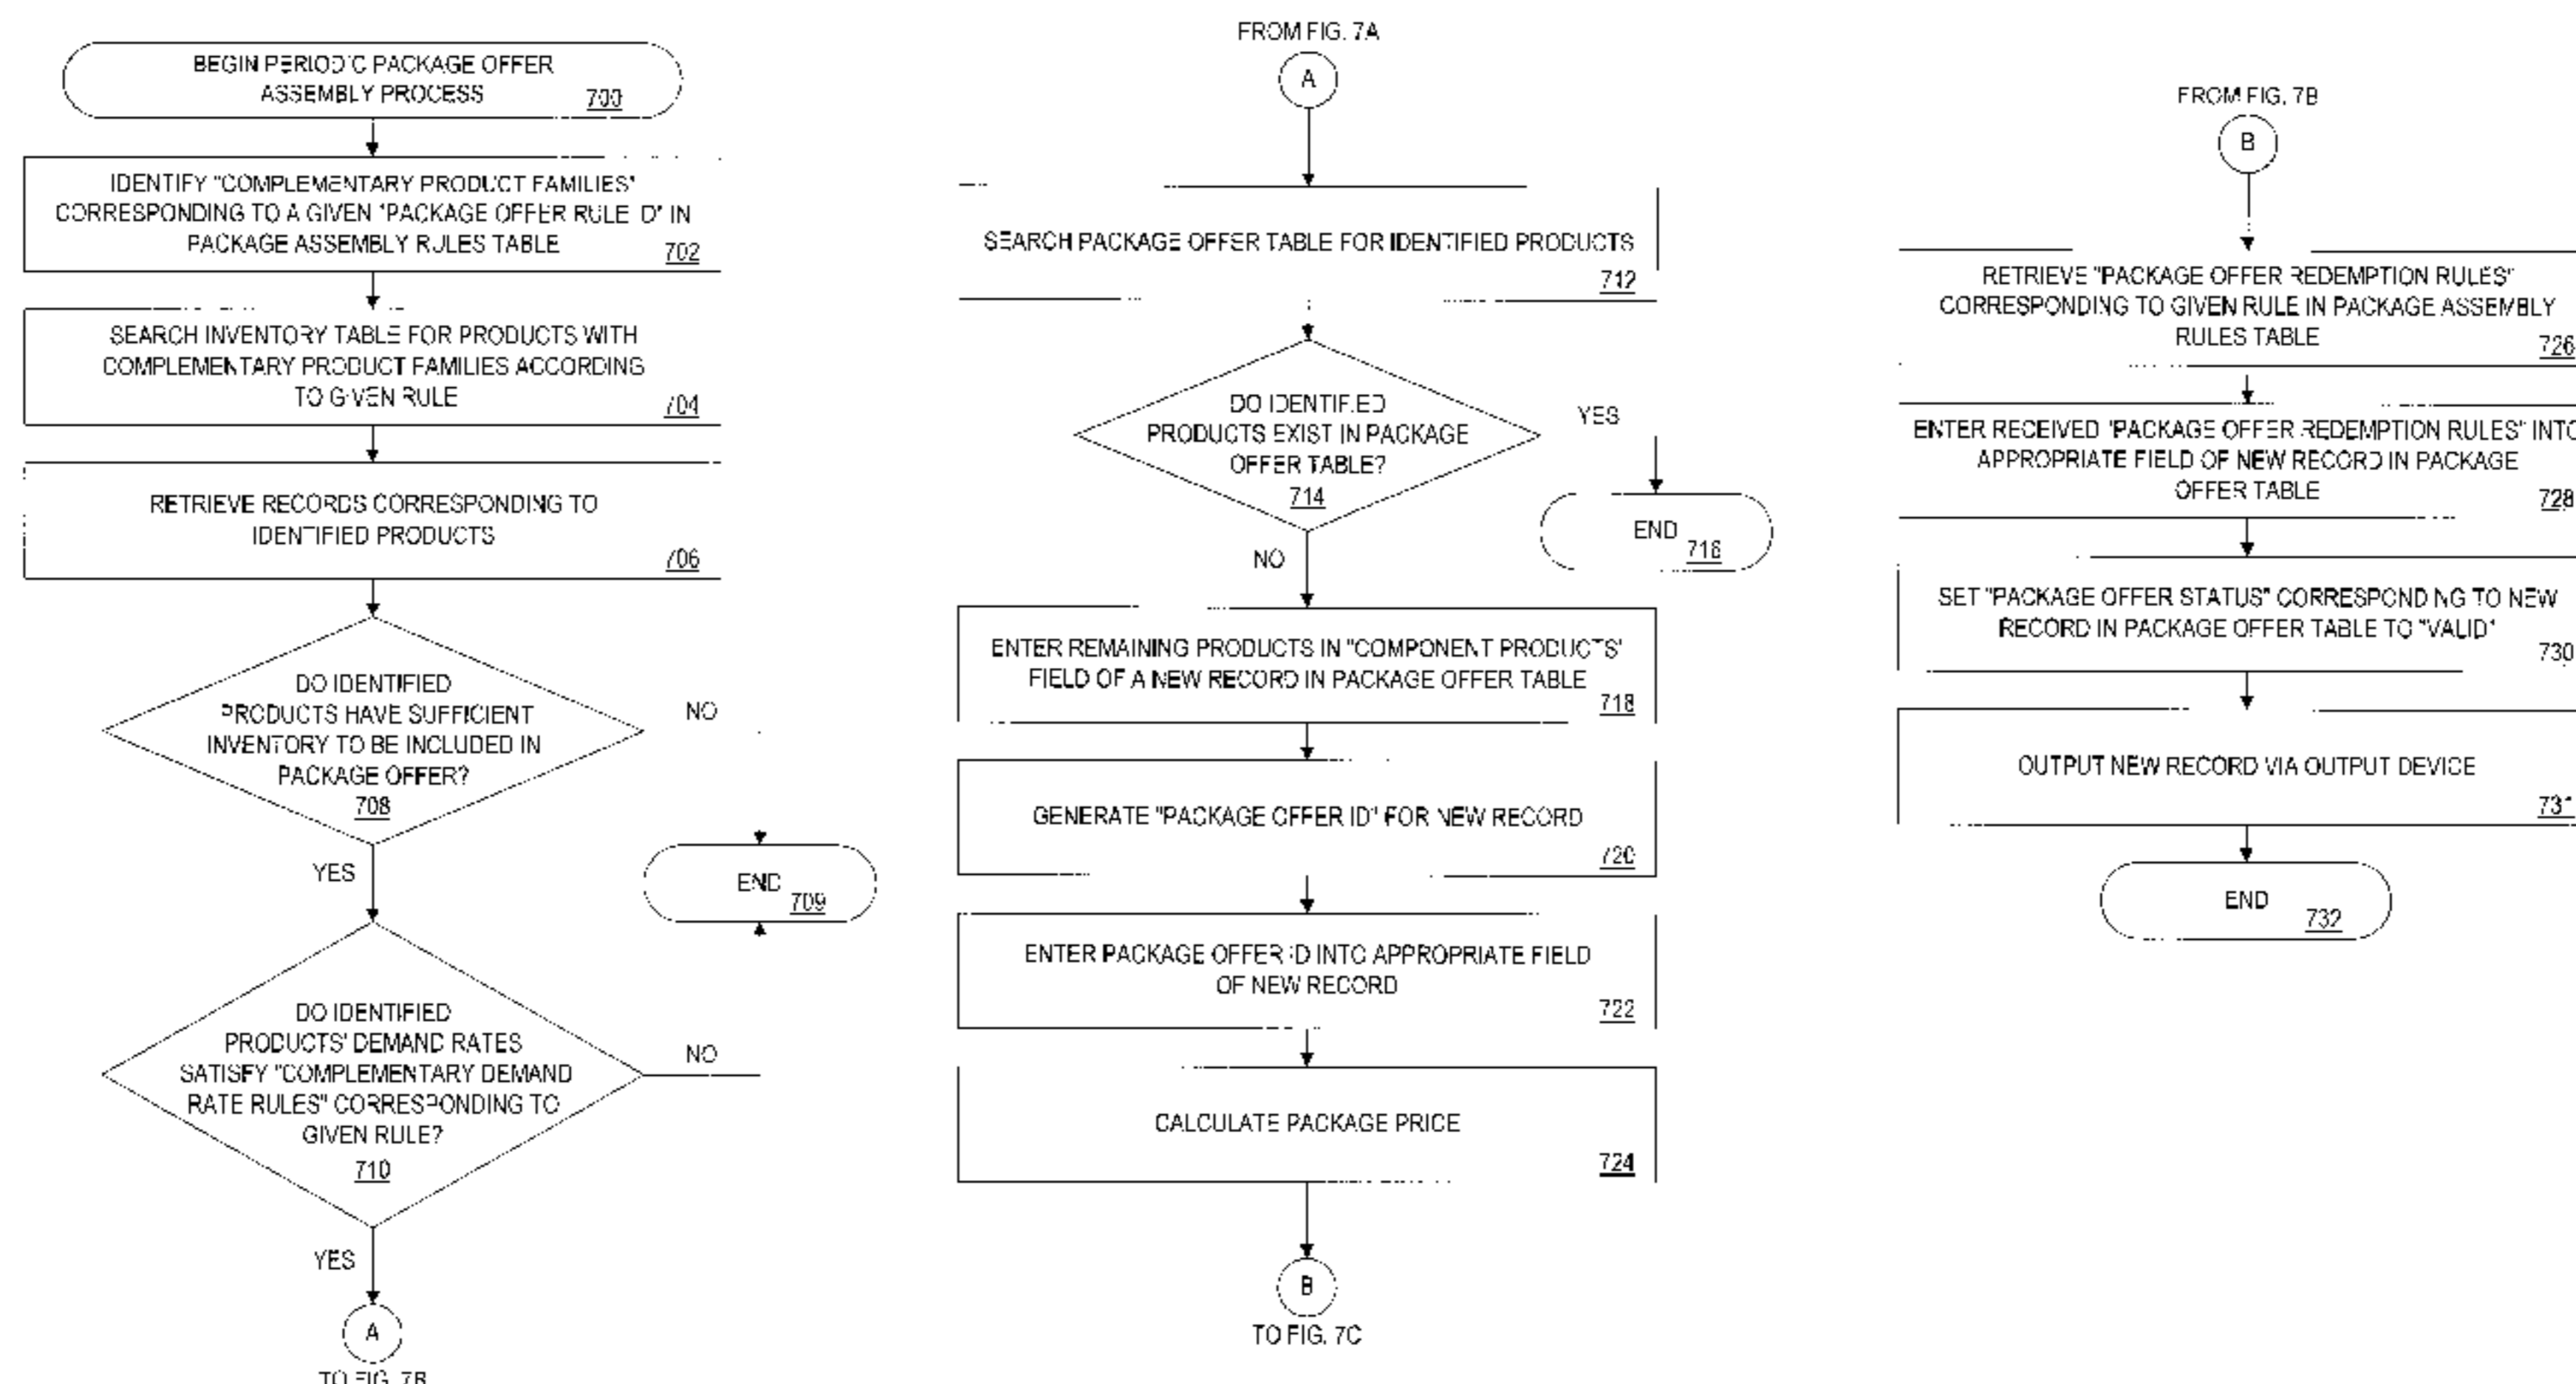 BEGIN PERIODIC PACKAGE OFFER
ASSEMBLY PROCESS
700
IDENTIFY "COMPLEMENTARY PRODUCT FAMILIES"
CORRESPONDING TO A GIVEN "PACKAGE OFFER RULE ID" IN
PACKAGE ASSEMBLY RULES TABLE
702
SEARCH INVENTORY TABLE FOR PRODUCTS WITH
COMPLEMENTARY PRODUCT FAMILIES ACCORDING
TO GIVEN RULE
704
RETRIEVE RECORDS CORRESPONDING TO
IDENTIFIED PRODUCTS
706
DO IDENTIFIED
PRODUCTS HAVE SUFFICIENT
INVENTORY TO BE INCLUDED IN
PACKAGE OFFER?
708
NO
YES
END
709
DO IDENTIFIED
PRODUCTS' DEMAND RATES
SATISFY "COMPLEMENTARY DEMAND
RATE RULES" CORRESPONDING TO
GIVEN RULE?
710
NO
YES
A
TO FIG. 7B
FROM FIG. 7A
A
SEARCH PACKAGE OFFER TABLE FOR IDENTIFIED PRODUCTS
712
DO IDENTIFIED
PRODUCTS EXIST IN PACKAGE
OFFER TABLE?
714
YES
END
716
NO
ENTER REMAINING PRODUCTS IN "COMPONENT PRODUCTS"
FIELD OF A NEW RECORD IN PACKAGE OFFER TABLE
718
GENERATE "PACKAGE OFFER ID" FOR NEW RECORD
720
ENTER PACKAGE OFFER ID INTO APPROPRIATE FIELD
OF NEW RECORD
722
CALCULATE PACKAGE PRICE
724
B
TO FIG. 7C
FROM FIG. 7B
B
RETRIEVE "PACKAGE OFFER REDEMPTION RULES"
CORRESPONDING TO GIVEN RULE IN PACKAGE ASSEMBLY
RULES TABLE
726
ENTER RECEIVED "PACKAGE OFFER REDEMPTION RULES" INTO
APPROPRIATE FIELD OF NEW RECORD IN PACKAGE
OFFER TABLE
728
SET "PACKAGE OFFER STATUS" CORRESPONDING TO NEW
RECORD IN PACKAGE OFFER TABLE TO "VALID"
730
OUTPUT NEW RECORD VIA OUTPUT DEVICE
731
END
732